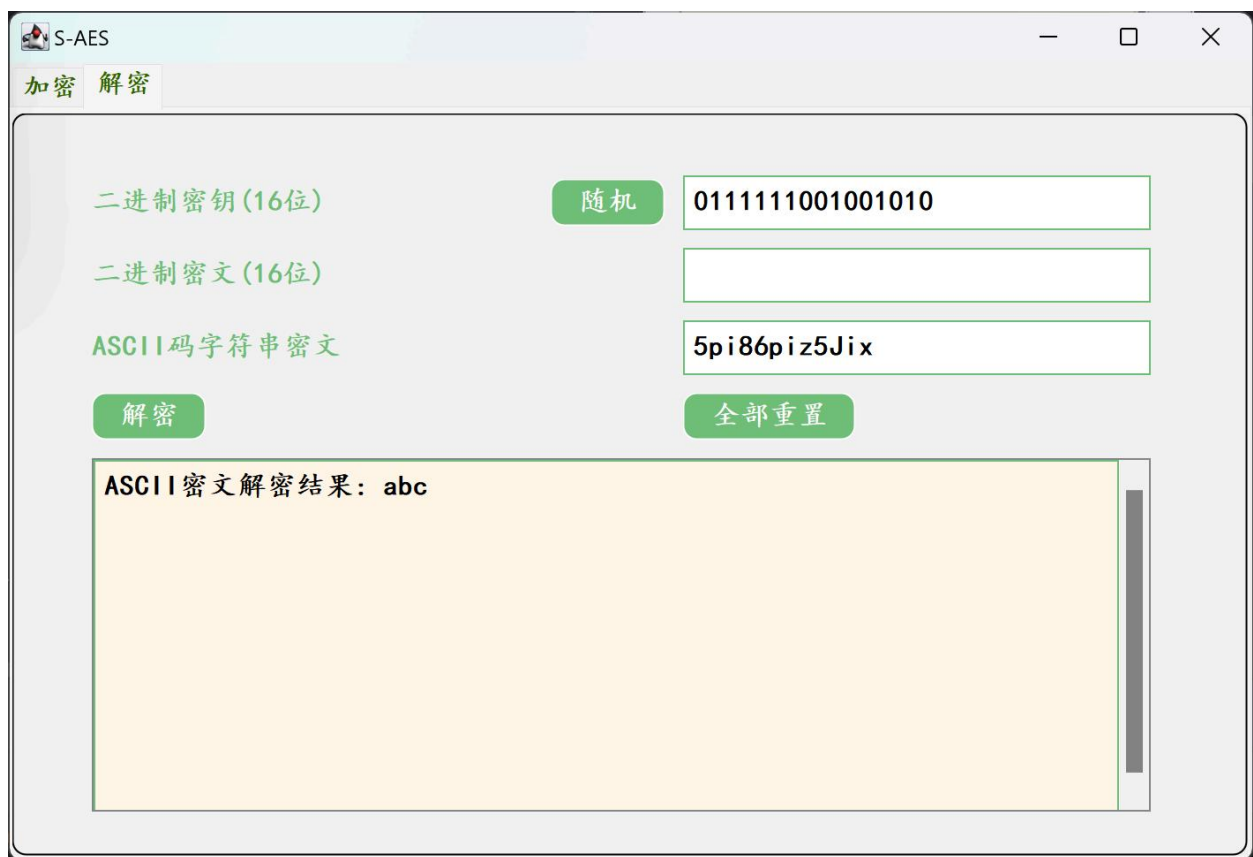 S-AES
加密 解密
二进制密钥(16位) 随机 0111111001001010
二进制密文(16位)
ASCII码字符串密文 5pi86piz5Jix
解密 全部重置
ASCII密文解密结果: abc